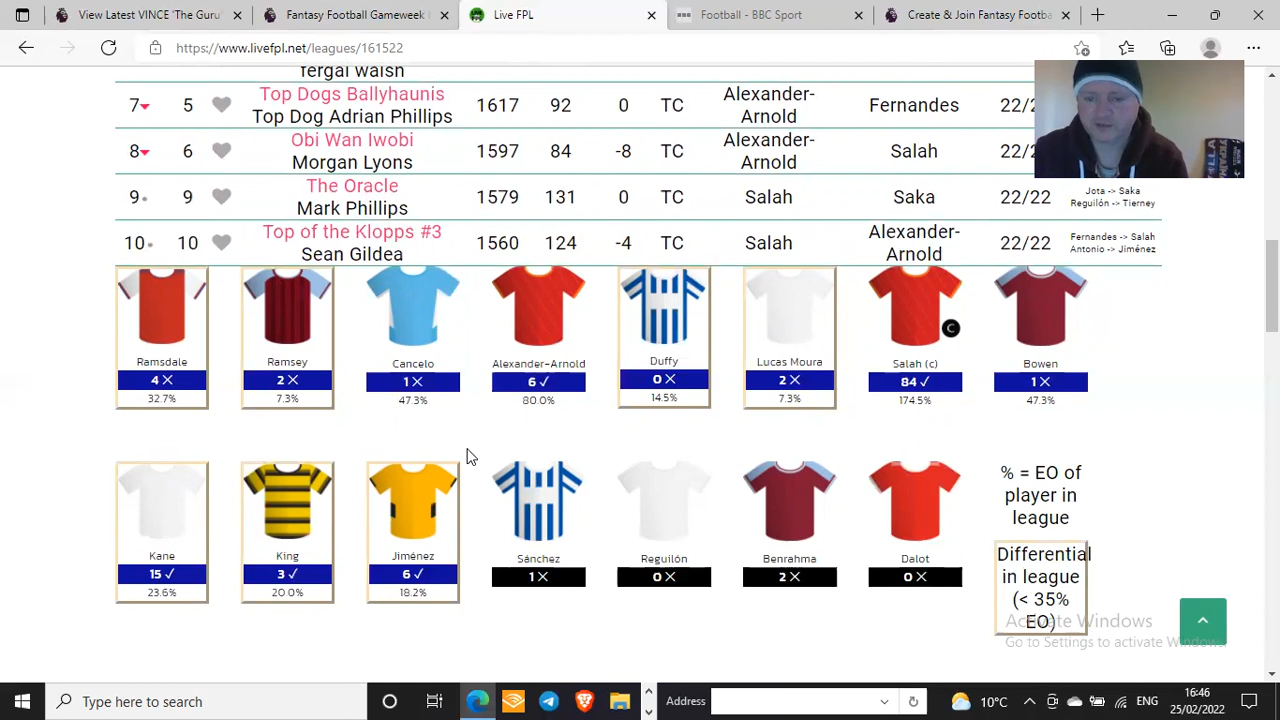 View Latest VINCE 'The Guru'
Fantasy Football Gameweek
Live FPL
Football - BBC Sport
Create & Join Fantasy Footba
https://www.livefpl.net/leagues/161522
fergal walsh
7 5 Top Dogs Ballyhaunis 1617 92 0 TC Alexander- Fernandes 22/2
Top Dog Adrian Phillips Arnold
8 6 Obi Wan Iwobi 1597 84 -8 TC Alexander- Salah 22/2
Morgan Lyons Arnold
9 9 The Oracle 1579 131 0 TC Salah Saka 22/22 Jota -> Saka
Mark Phillips Reguilón -> Tierney
10 10 Top of the Klopps #3 1560 124 -4 TC Salah Alexander- 22/22 Fernandes -> Salah
Sean Gildea Arnold Antonio -> Jiménez
C
Ramsdale Ramsey Cancelo Alexander-Arnold Duffy Lucas Moura Salah (c) Bowen
4 ✕ 2 ✕ 1 ✕ 6 ✓ 0 ✕ 2 ✕ 84 ✓ 1 ✕
32.7% 7.3% 47.3% 80.0% 14.5% 7.3% 174.5% 47.3%
% = EO of
player in
league
Kane King Jiménez Sánchez Reguilón Benrahma Dalot
15 ✓ 3 ✓ 6 ✓ 1 ✕ 0 ✕ 2 ✕ 0 ✕
23.6% 20.0% 18.2%
Differential
in league
(< 35%
EO)
Activate Windows
Go to Settings to activate Windows.
Type here to search
Address
10°C
ENG
16:46
25/02/2022